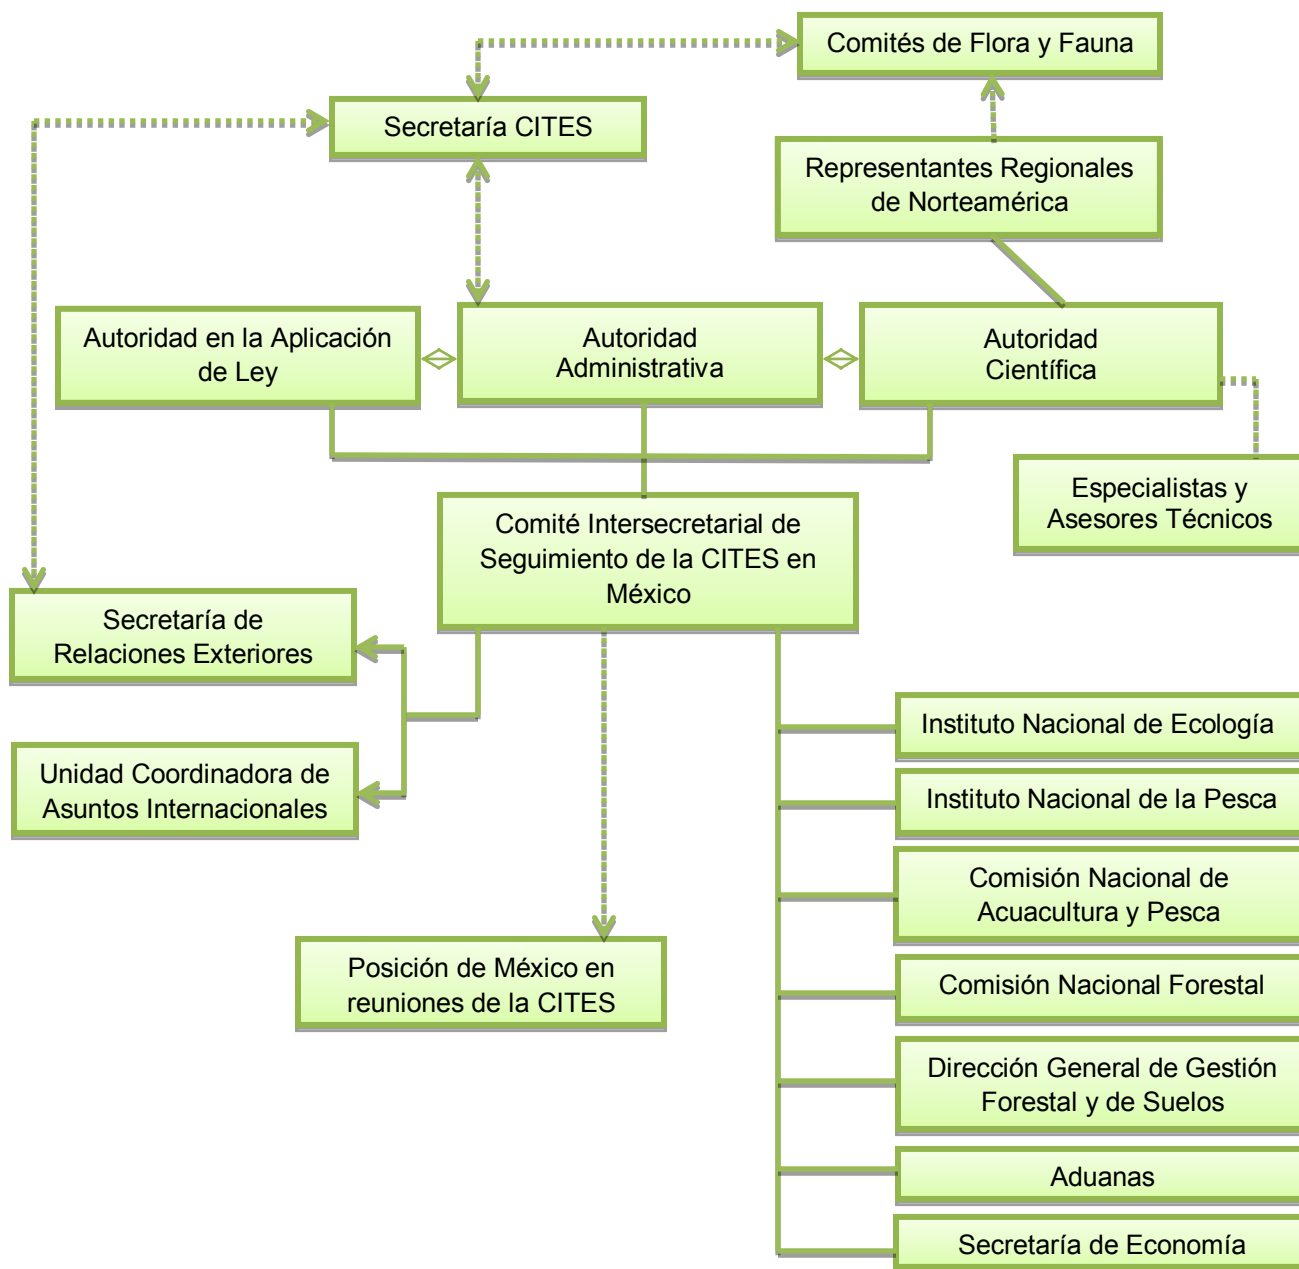 Comités de Flora y Fauna
Secretaría CITES
Representantes Regionales
de Norteamérica
Autoridad en la Aplicación
de Ley
Autoridad
Administrativa
Autoridad
Científica
Especialistas y
Asesores Técnicos
Comité Intersecretarial de
Seguimiento de la CITES en
México
Secretaría de
Relaciones Exteriores
Unidad Coordinadora de
Asuntos Internacionales
Posición de México en
reuniones de la CITES
Instituto Nacional de Ecología
Instituto Nacional de la Pesca
Comisión Nacional de
Acuacultura y Pesca
Comisión Nacional Forestal
Dirección General de Gestión
Forestal y de Suelos
Aduanas
Secretaría de Economía